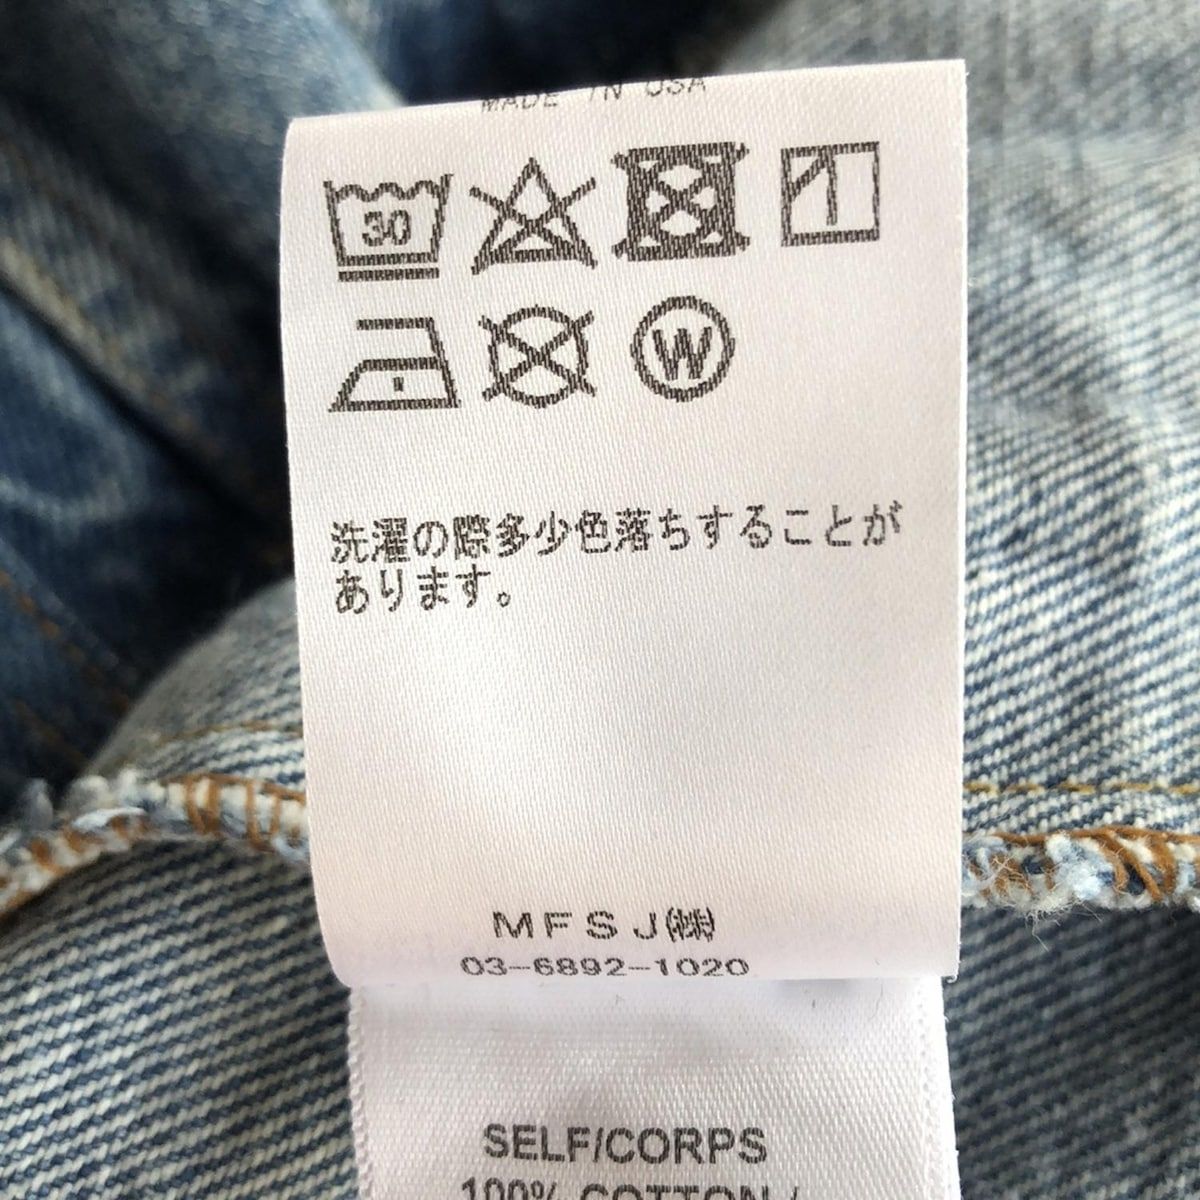 MADE IN USA
30
W
洗濯の際多少色落ちすることが
あります。
MFSJ㈱
03-6892-1020
SELF/CORPS
100% COTTON /